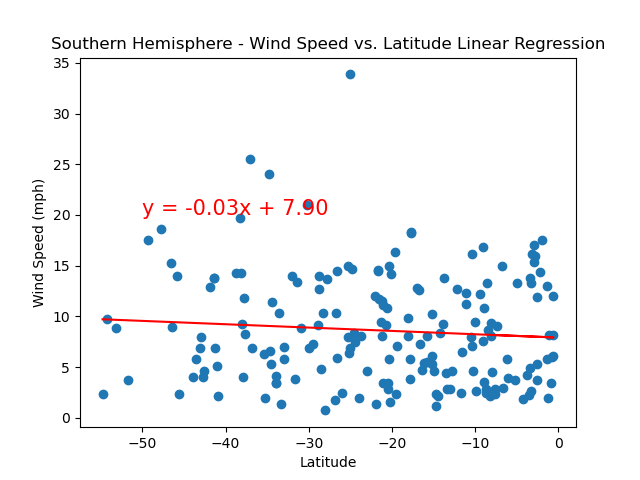 Southern Hemisphere - Wind Speed vs. Latitude Linear Regression
35
30
25
20
15
10
5
0
Wind Speed (mph)
y = -0.03x + 7.90
−50 −40 −30 −20 −10 0
Latitude